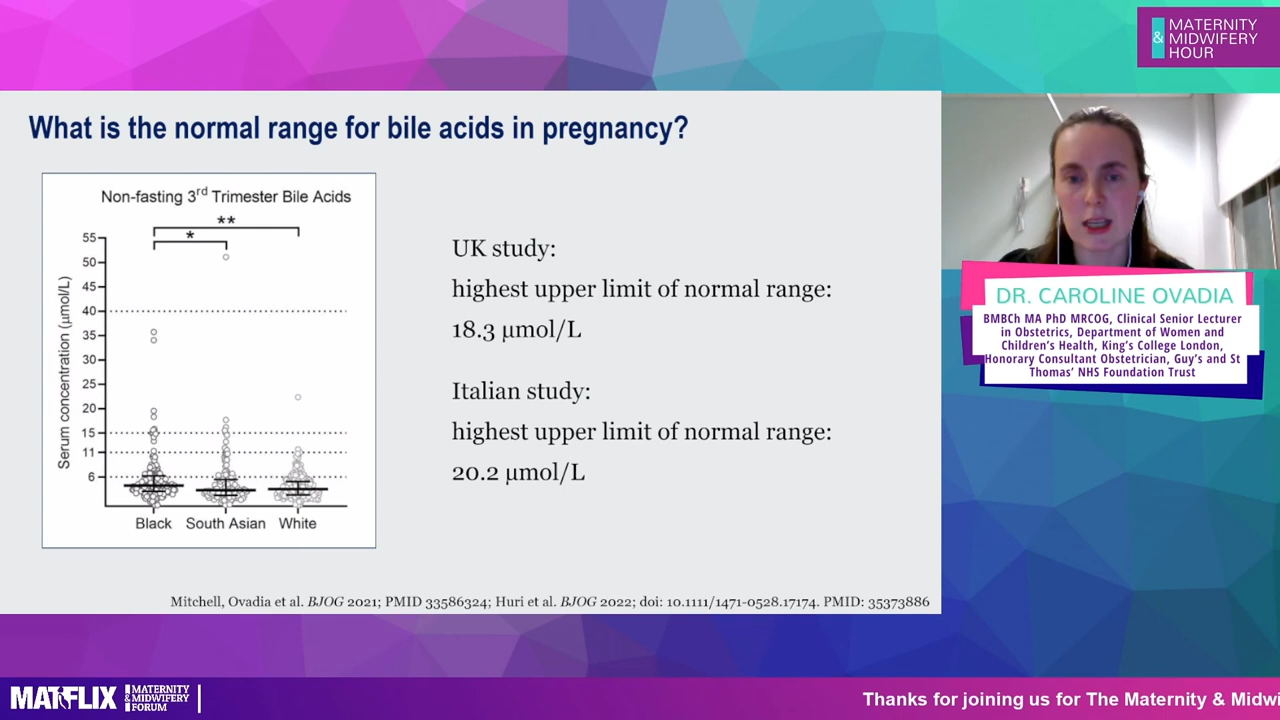 MATERNITY
& MIDWIFERY
HOUR
What is the normal range for bile acids in pregnancy?
Non-fasting 3rd Trimester Bile Acids
**
*
Serum concentration (μmol/L)
55
50
45
40
35
30
25
20
15
11
6
Black South Asian White
UK study:
highest upper limit of normal range:
18.3 μmol/L
Italian study:
highest upper limit of normal range:
20.2 μmol/L
Mitchell, Ovadia et al. BJOG 2021; PMID 33586324; Huri et al. BJOG 2022; doi: 10.1111/1471-0528.17174. PMID: 35373886
DR. CAROLINE OVADIA
BMBCh MA PhD MRCOG, Clinical Senior Lecturer
in Obstetrics, Department of Women and
Children's Health, King's College London,
Honorary Consultant Obstetrician, Guy's and St
Thomas' NHS Foundation Trust
MATFLIX
MATERNITY
& MIDWIFERY
FORUM
Thanks for joining us for The Maternity & Midwi